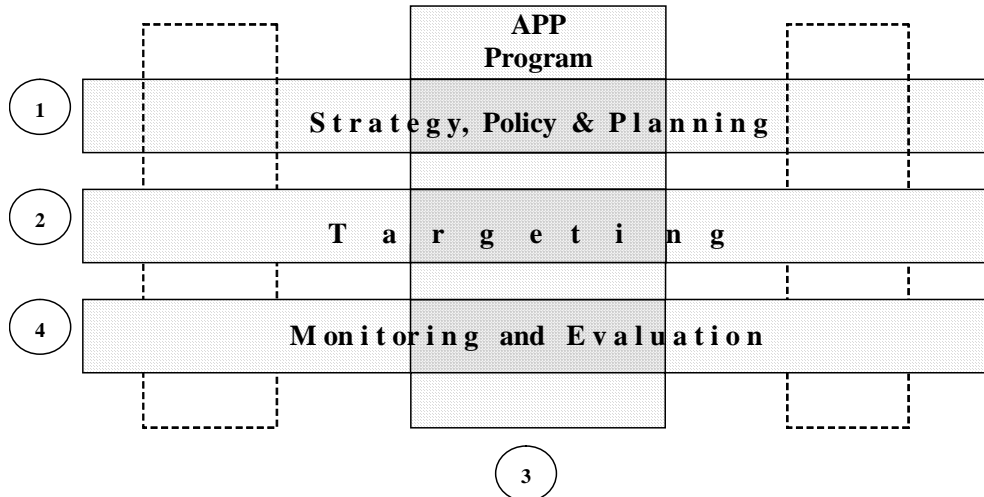 APP
Program
1
Strategy, Policy & Planning
2
Targeting
4
Monitoring and Evaluation
3